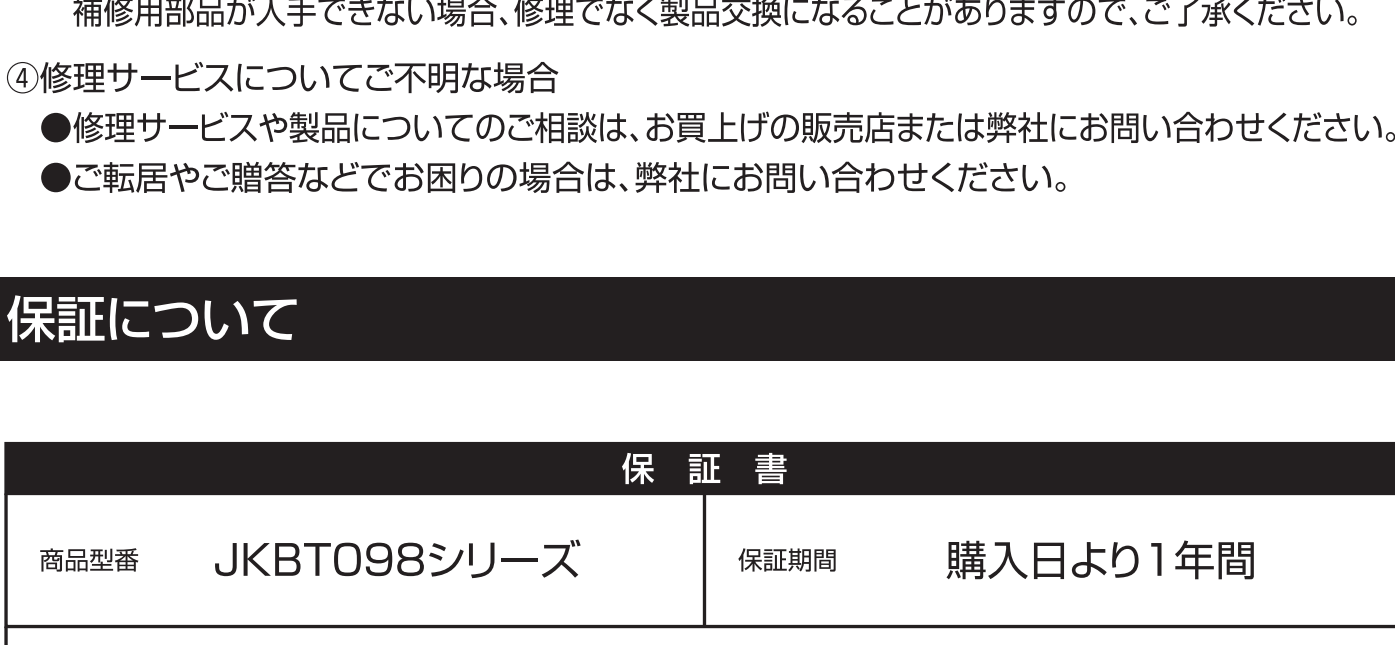 補修用部品が入手できない場合、修理でなく製品交換になることがありますので、ご了承ください。
④修理サービスについてご不明な場合
●修理サービスや製品についてのご相談は、お買上げの販売店または弊社にお問い合わせください。
●ご転居やご贈答などでお困りの場合は、弊社にお問い合わせください。
保証について
保 証 書
商品型番 JKBT098シリーズ 保証期間 購入日より1年間